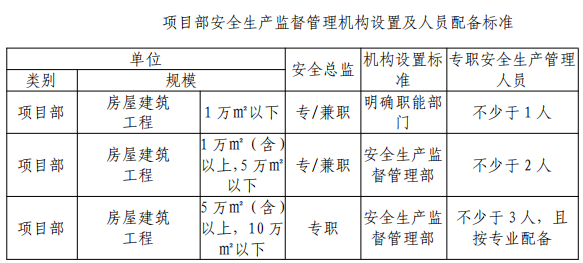 项目部安全生产监督管理机构设置及人员配备标准
单位
安全总监
机构设置标
准
专职安全生产管理
人员
类别
规模
项目部
房屋建筑
工程
1万㎡以下
专/兼职
明确职能部
门
不少于1人
项目部
房屋建筑
工程
1万㎡(含)
以上,5万㎡
以下
专/兼职
安全生产监
督管理部
不少于2人
项目部
房屋建筑
工程
5万㎡(含)
以上，10万
㎡以下
专职
安全生产监
督管理部
不少于3人，且
按专业配备